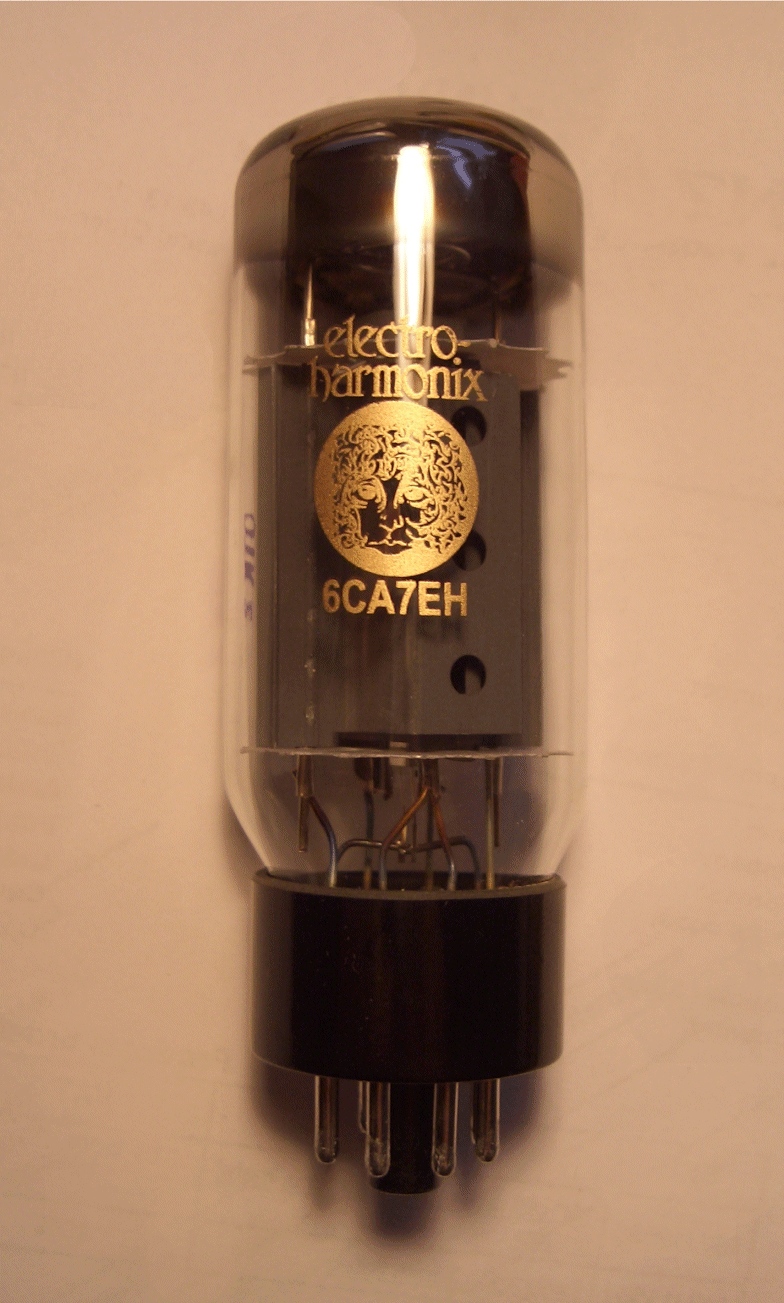 electro-
harmonix
6CA7EH